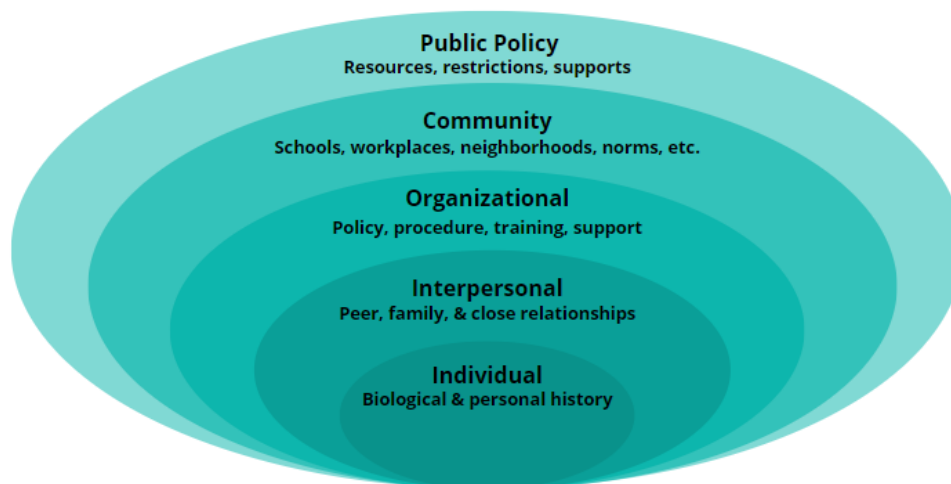 Public Policy
Resources, restrictions, supports
Community
Schools, workplaces, neighborhoods, norms, etc.
Organizational
Policy, procedure, training, support
Interpersonal
Peer, family, & close relationships
Individual
Biological & personal history